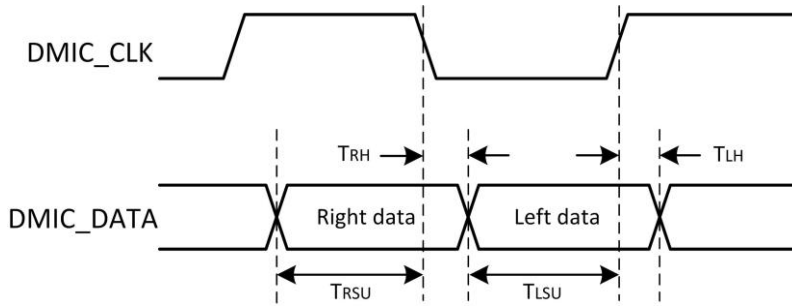 DMIC_CLK
TRH
TLH
DMIC_DATA
Right data
Left data
TRSU
TLSU